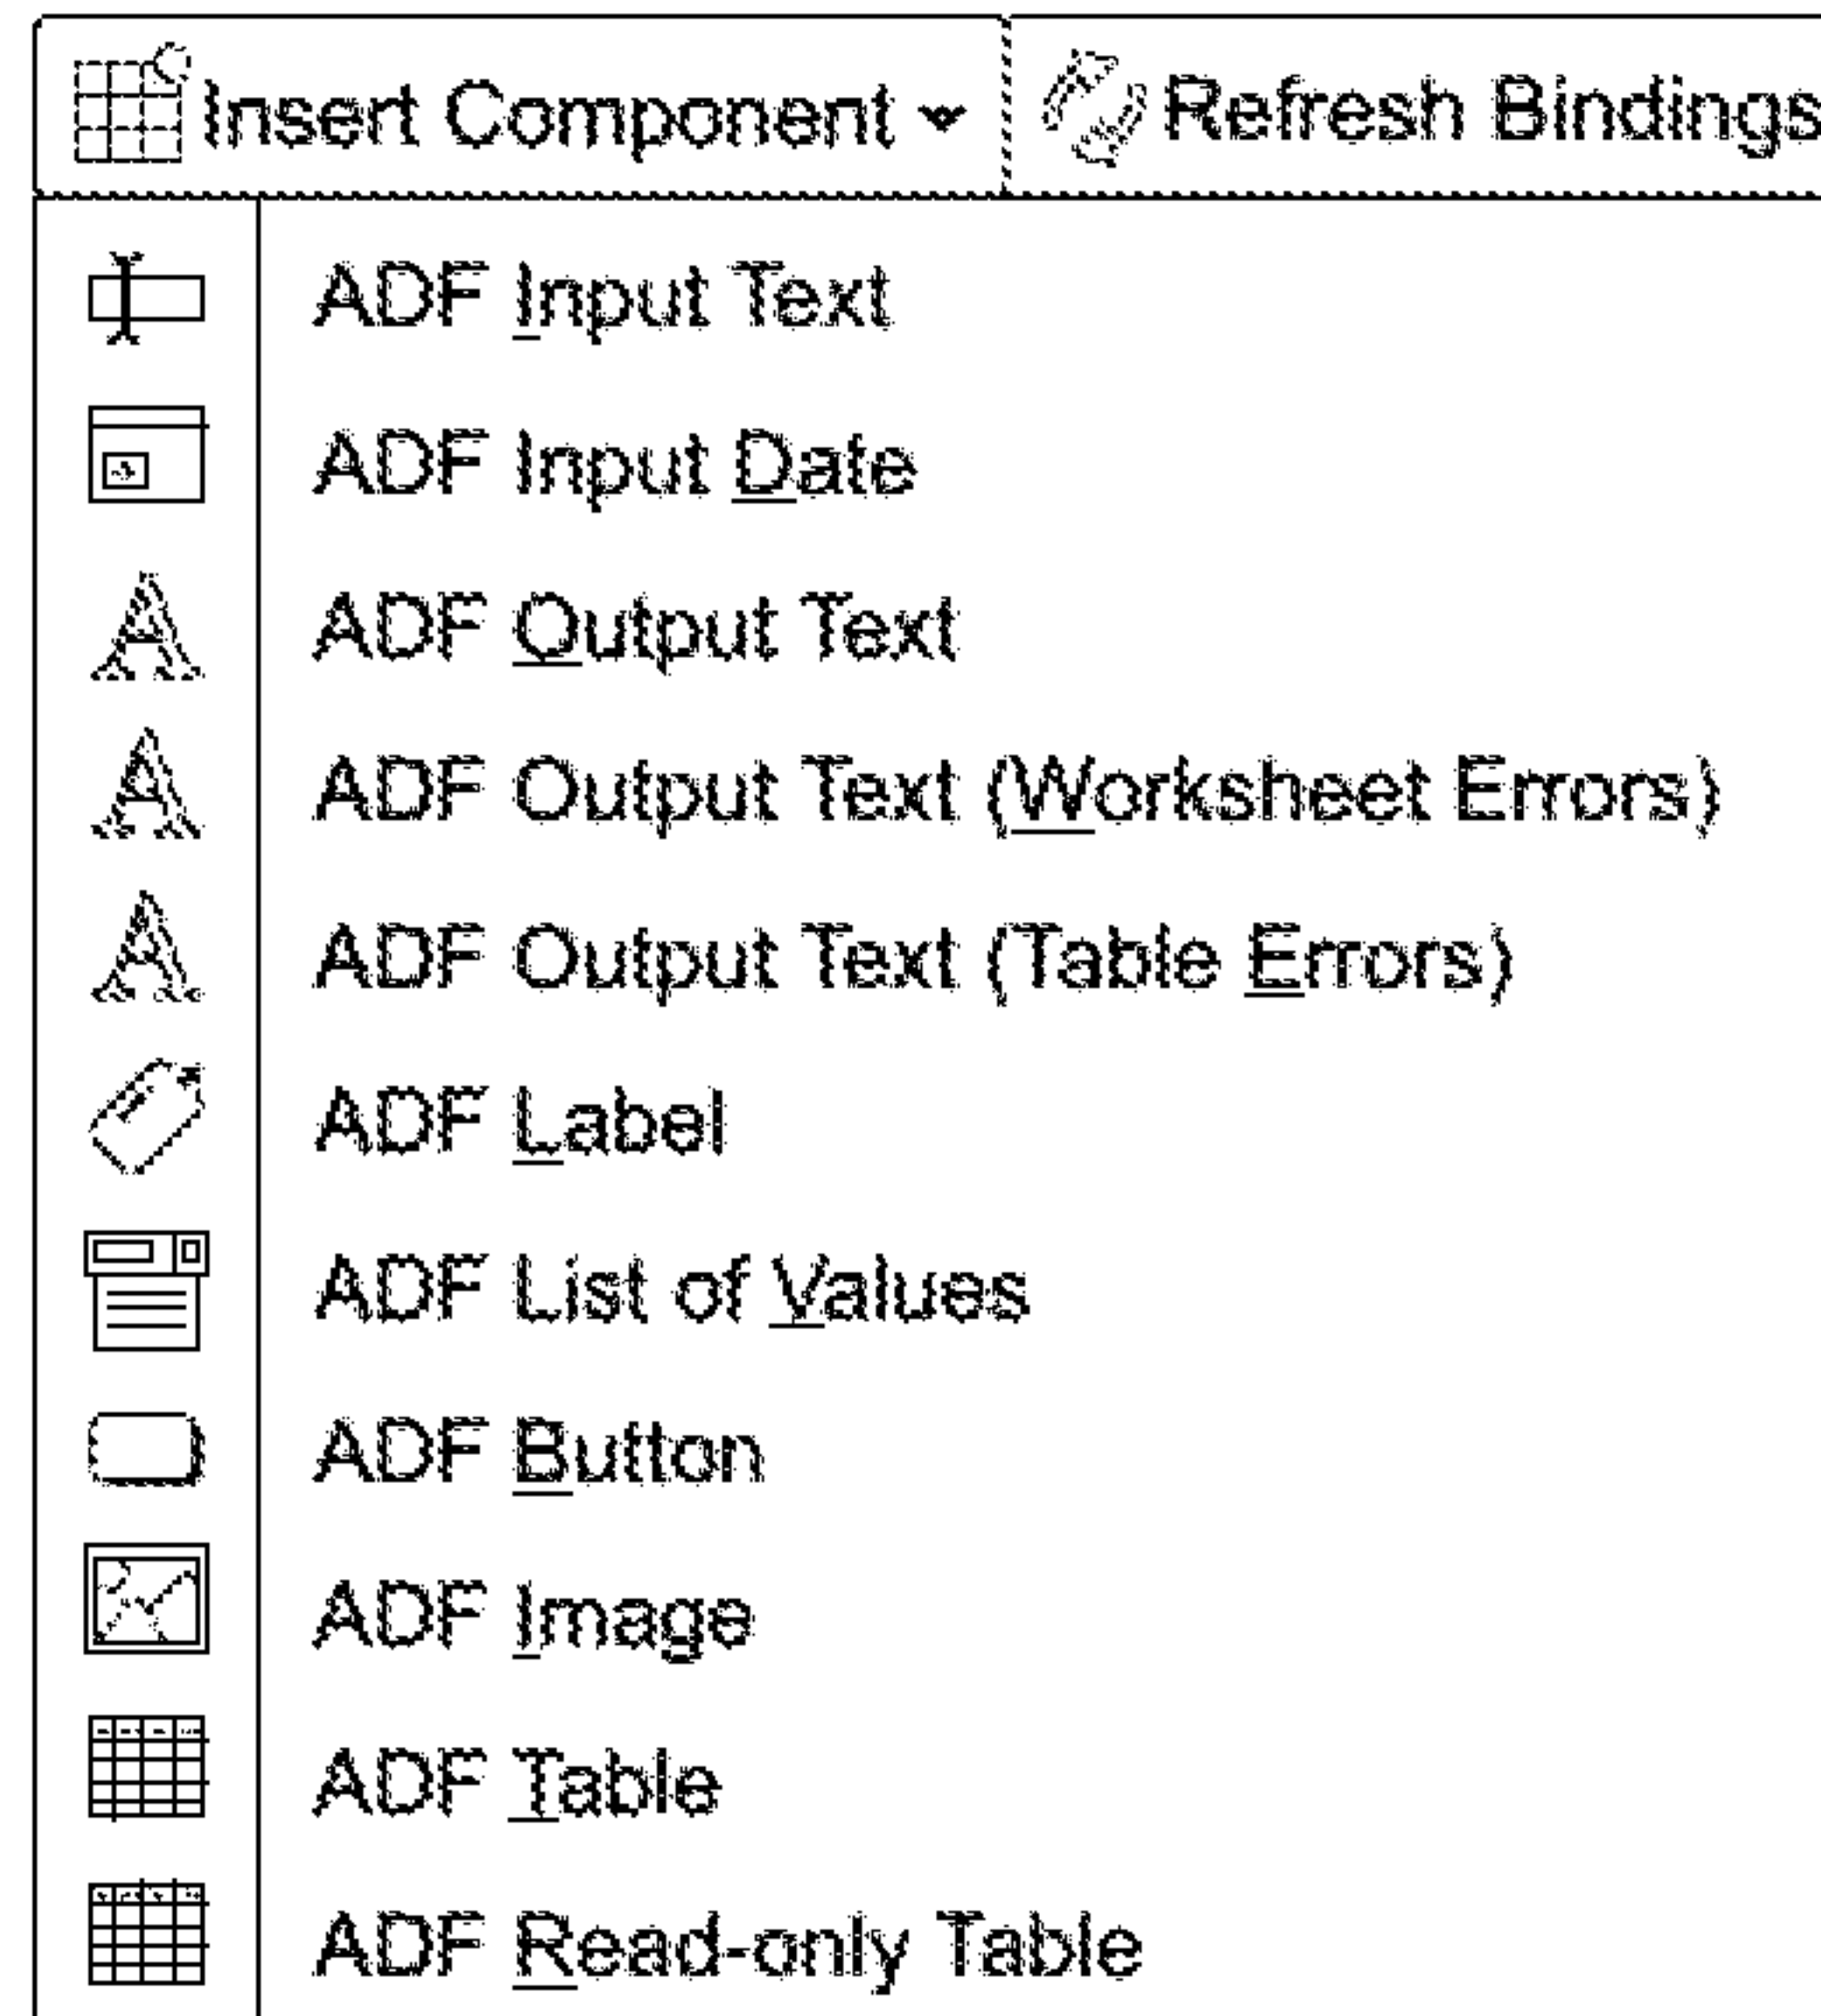 Insert Component Refresh Bindings
ADF Input Text
ADF Input Date
ADF Output Text
ADF Output Text (Worksheet Errors)
ADF Output Text (Table Errors)
ADF Label
ADF List of Values
ADF Button
ADF Image
ADF Table
ADF Read-only Table